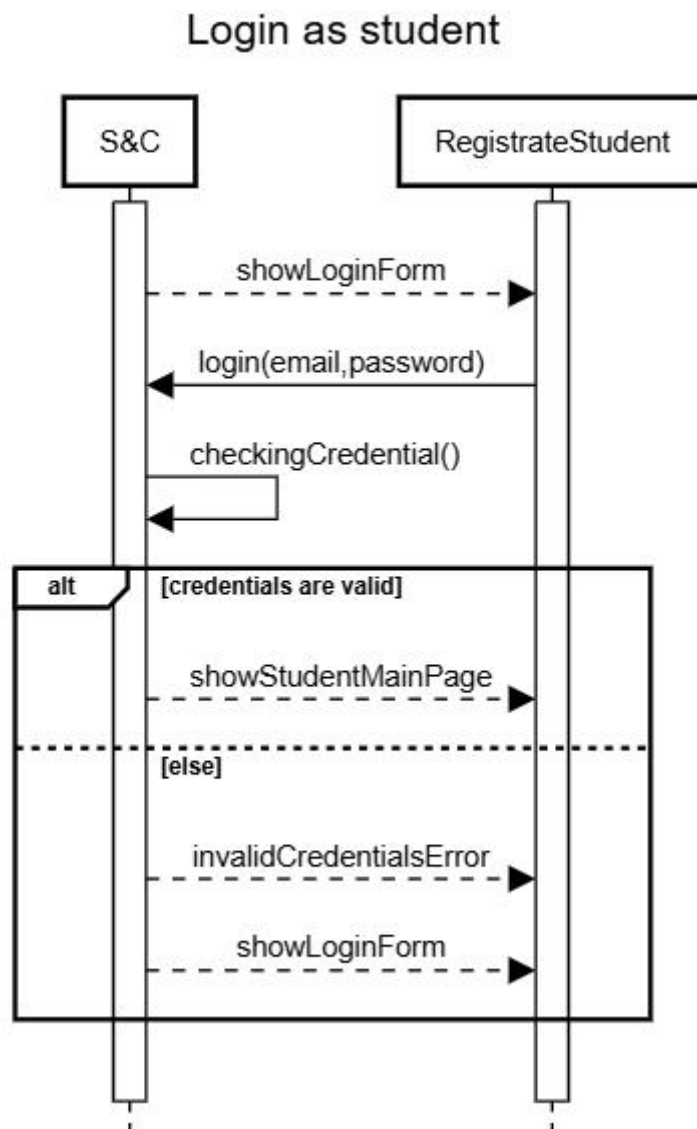 Login as student
S&C
RegistrateStudent
showLoginForm
login(email,password)
checkingCredential()
alt
[credentials are valid]
showStudentMainPage
[else]
invalidCredentialsError
showLoginForm